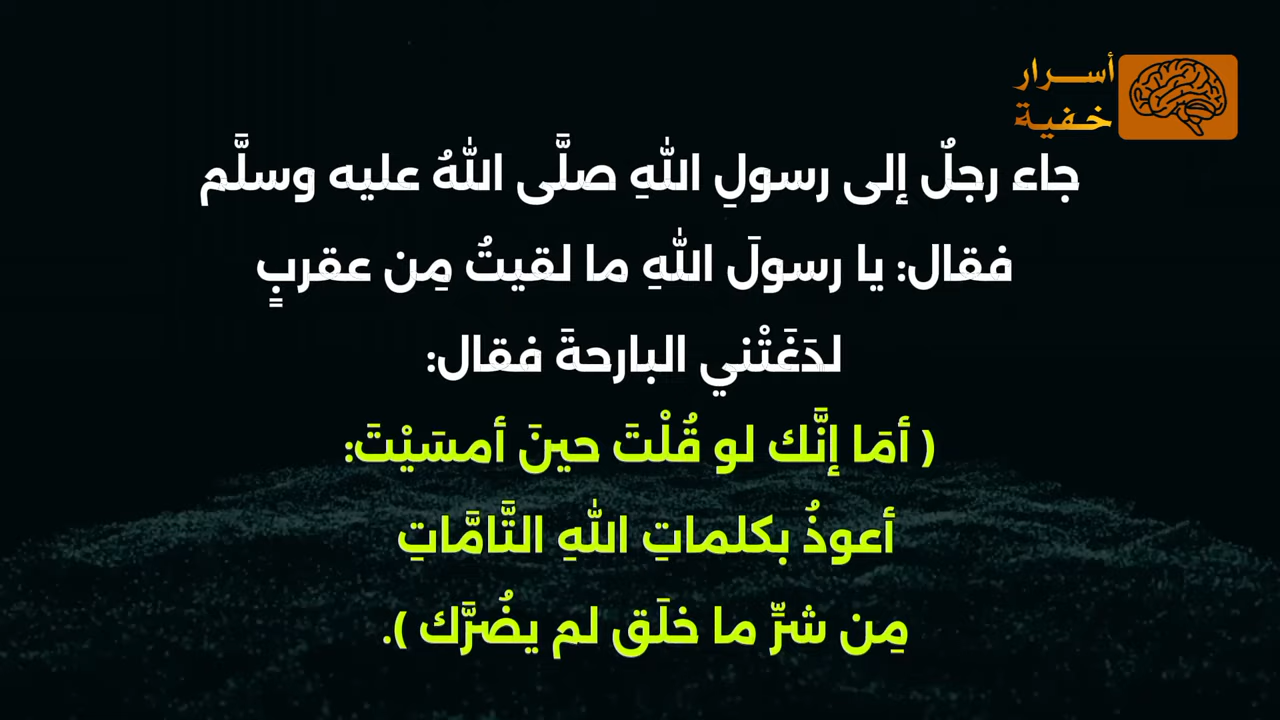 أسرار
خفية
جاء رجلٌ إلى رسولِ اللهِ صلَّى اللهُ عليه وسلَّم
فقال: يا رسولَ اللهِ ما لقيتُ مِن عقربٍ
لدَغَتْني البارحةَ فقال:
( أمَا إنَّك لو قُلْتَ حينَ أمسَيْتَ:
أعوذُ بكلماتِ اللهِ التَّامَّاتِ
مِن شرِّ ما خلَق لم يضُرَّك ).